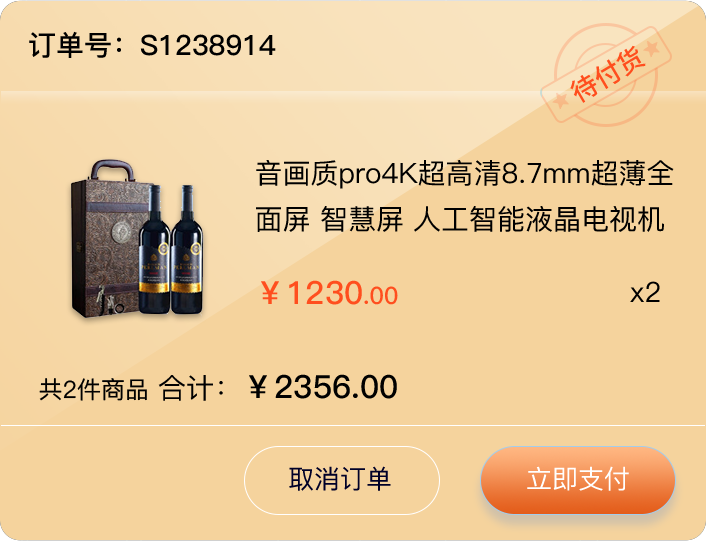 订单号：S1238914
待付货
音画质pro4K超高清8.7mm超薄全
面屏 智慧屏 人工智能液晶电视机
￥1230.00
x2
共2件商品 合计：￥2356.00
取消订单
立即支付